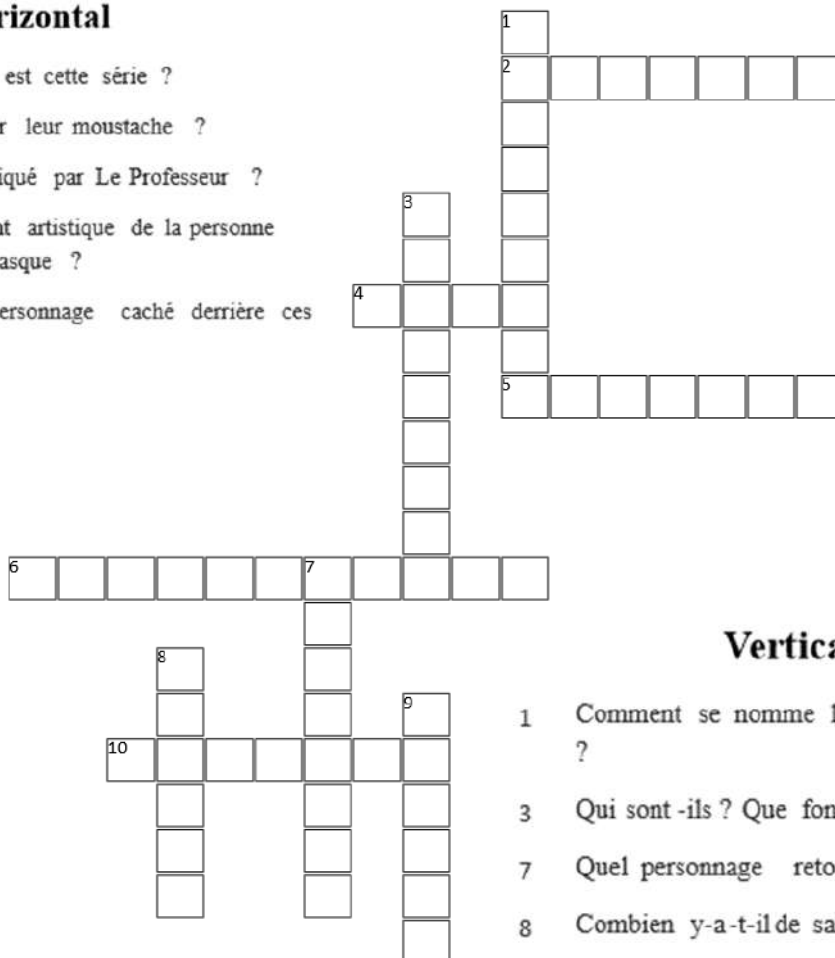 rizontal
est cette série ?
r leur moustache ?
iqué par Le Professeur ?
nt artistique de la personne
asque ?
ersonnage caché derrière ces
1
2
3
4
5
6 7
8
9
10
Vertica
1 Comment se nomme
?
3 Qui sont -ils ? Que fon
7 Quel personnage reto
8 Combien y-a-t-il de sa